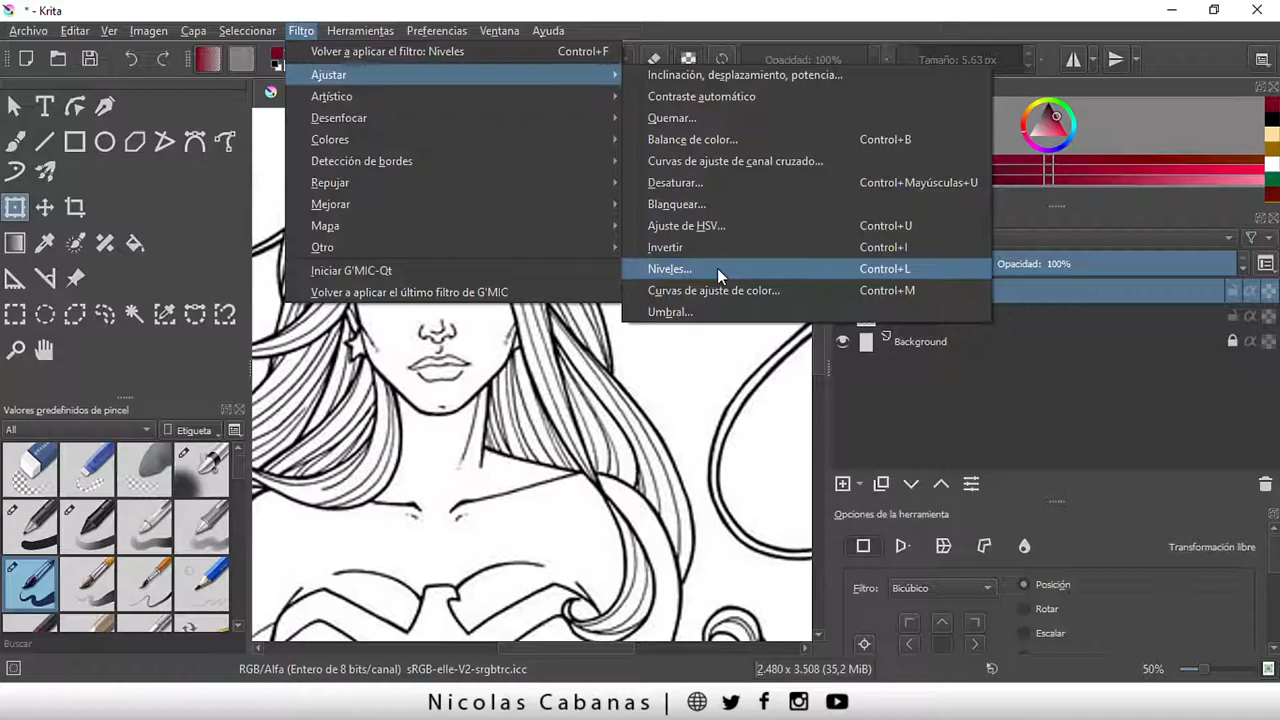 * - Krita
Archivo Editar Ver Imagen Capa Seleccionar Filtro Herramientas Preferencias Ventana Ayuda
Volver a aplicar el filtro: Niveles Control+F
Ajustar
Artístico
Desenfocar
Colores
Detección de bordes
Repujar
Mejorar
Mapa
Otro
Iniciar G'MIC-Qt
Volver a aplicar el último filtro de G'MIC
Inclinación, desplazamiento, potencia...
Contraste automático
Quemar...
Balance de color... Control+B
Curvas de ajuste de canal cruzado...
Desaturar... Control+Mayúsculas+U
Blanquear...
Ajuste de HSV... Control+U
Invertir Control+I
Niveles... Control+L
Curvas de ajuste de color... Control+M
Umbral...
Opacidad: 100%
Tamaño: 5.63 px
Opacidad: 100%
Background
Valores predefinidos de pincel
All
Etiqueta
Buscar
Opciones de la herramienta
Transformación libre
Filtro: Bicúbico
Posición
Rotar
Escalar
RGB/Alfa (Entero de 8 bits/canal) sRGB-elle-V2-srgbtrc.icc
2.480 x 3.508 (35,2 MiB)
50%
Nicolas Cabanas |